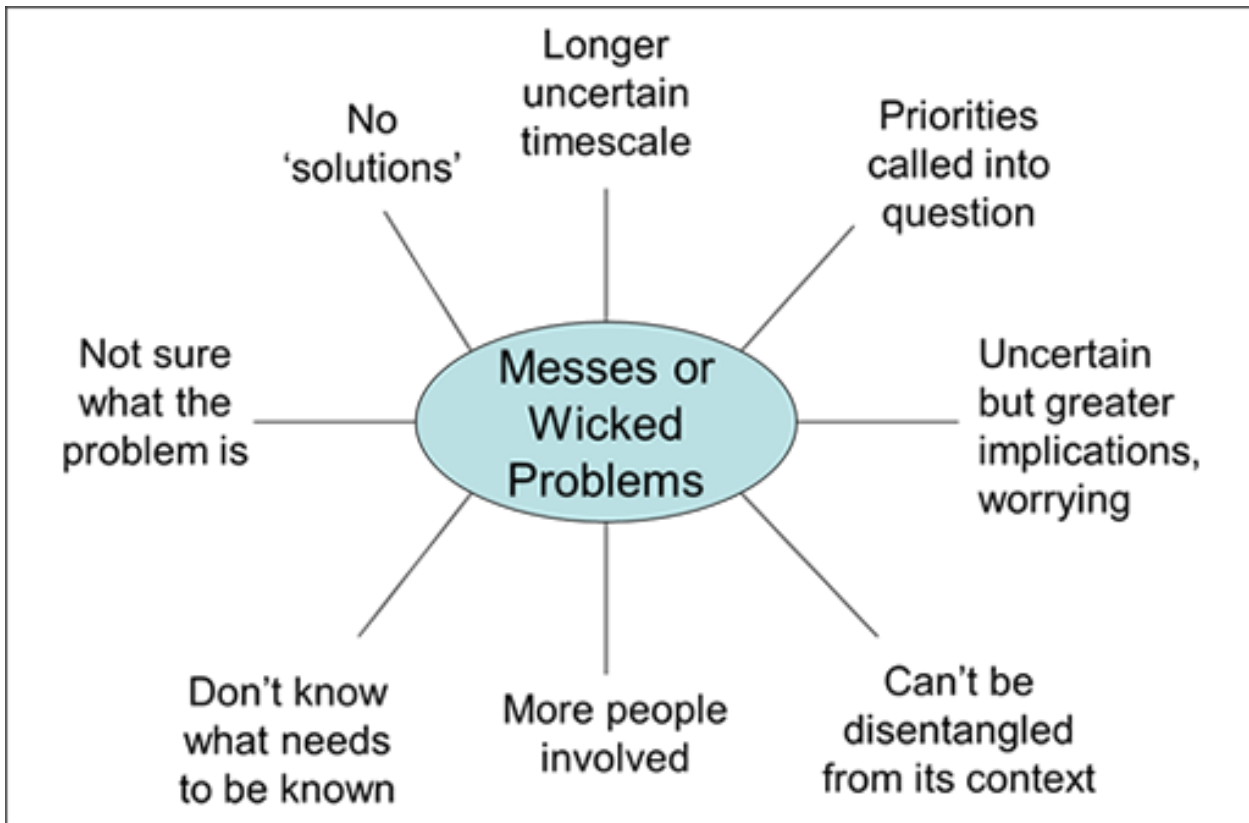 Longer
uncertain
timescale
No
‘solutions’
Priorities
called into
question
Not sure
what the
problem is
Messes or
Wicked
Problems
Uncertain
but greater
implications,
worrying
Don’t know
what needs
to be known
More people
involved
Can’t be
disentangled
from its context